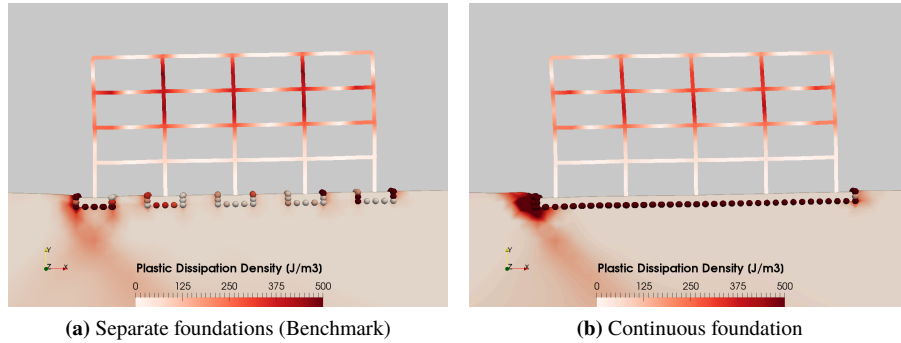 Y
Z X
Plastic Dissipation Density (J/m3)
0 125 250 375 500
(a) Separate foundations (Benchmark)
Y
Z X
Plastic Dissipation Density (J/m3)
0 125 250 375 500
(b) Continuous foundation